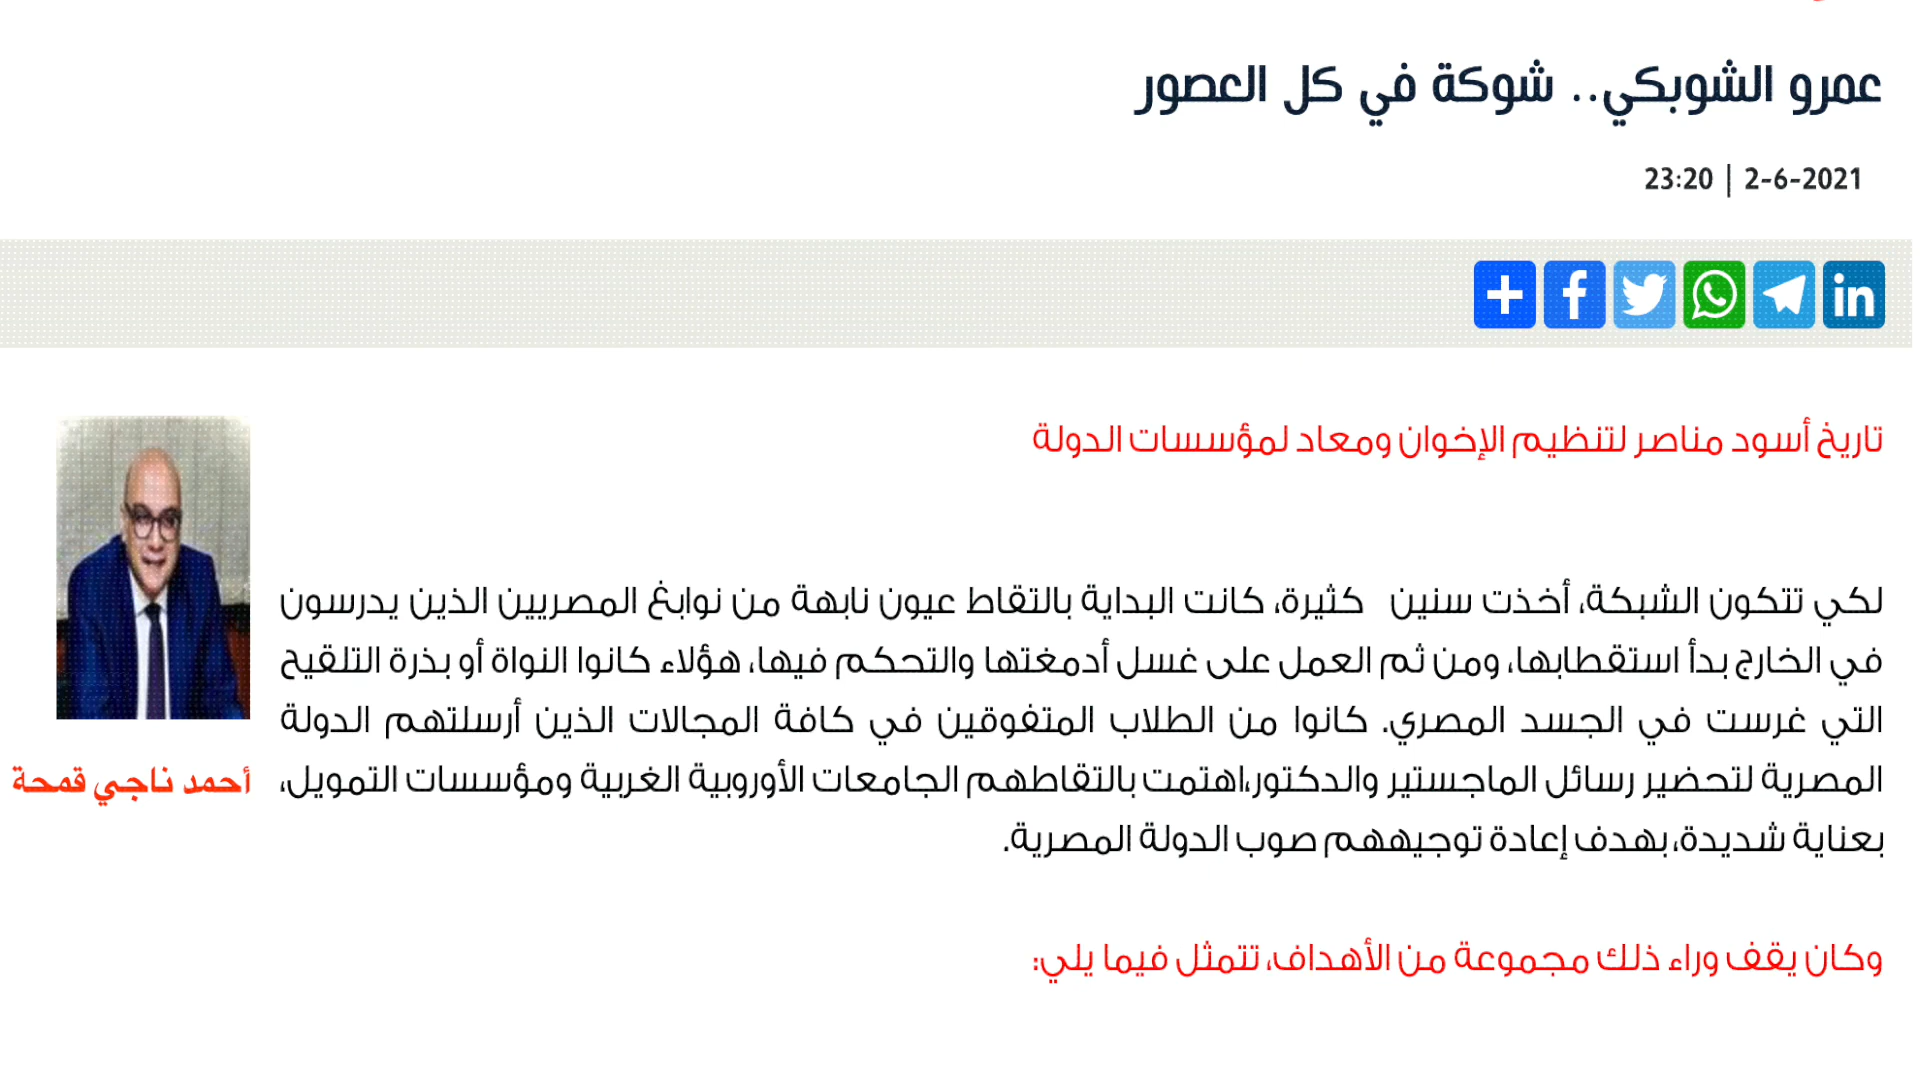 عمرو الشوبكي.. شوكة في كل العصور
2-6-2021 | 23:20
تاريخ أسود مناصر لتنظيم الإخوان ومعاد لمؤسسات الدولة
لكي تتكون الشبكة، أخذت سنين كثيرة، كانت البداية بالتقاط عيون نابهة من نوابغ المصريين الذين يدرسون
في الخارج بدأ استقطابها، ومن ثم العمل على غسل أدمغتها والتحكم فيها، هؤلاء كانوا النواة أو بذرة التلقيح
التي غرست في الجسد المصري. كانوا من الطلاب المتفوقين في كافة المجالات الذين أرسلتهم الدولة
المصرية لتحضير رسائل الماجستير والدكتور،اهتمت بالتقاطهم الجامعات الأوروبية الغربية ومؤسسات التمويل،
بعناية شديدة، بهدف إعادة توجيههم صوب الدولة المصرية.
أحمد ناجي قمحة
وكان يقف وراء ذلك مجموعة من الأهداف، تتمثل فيما يلي: